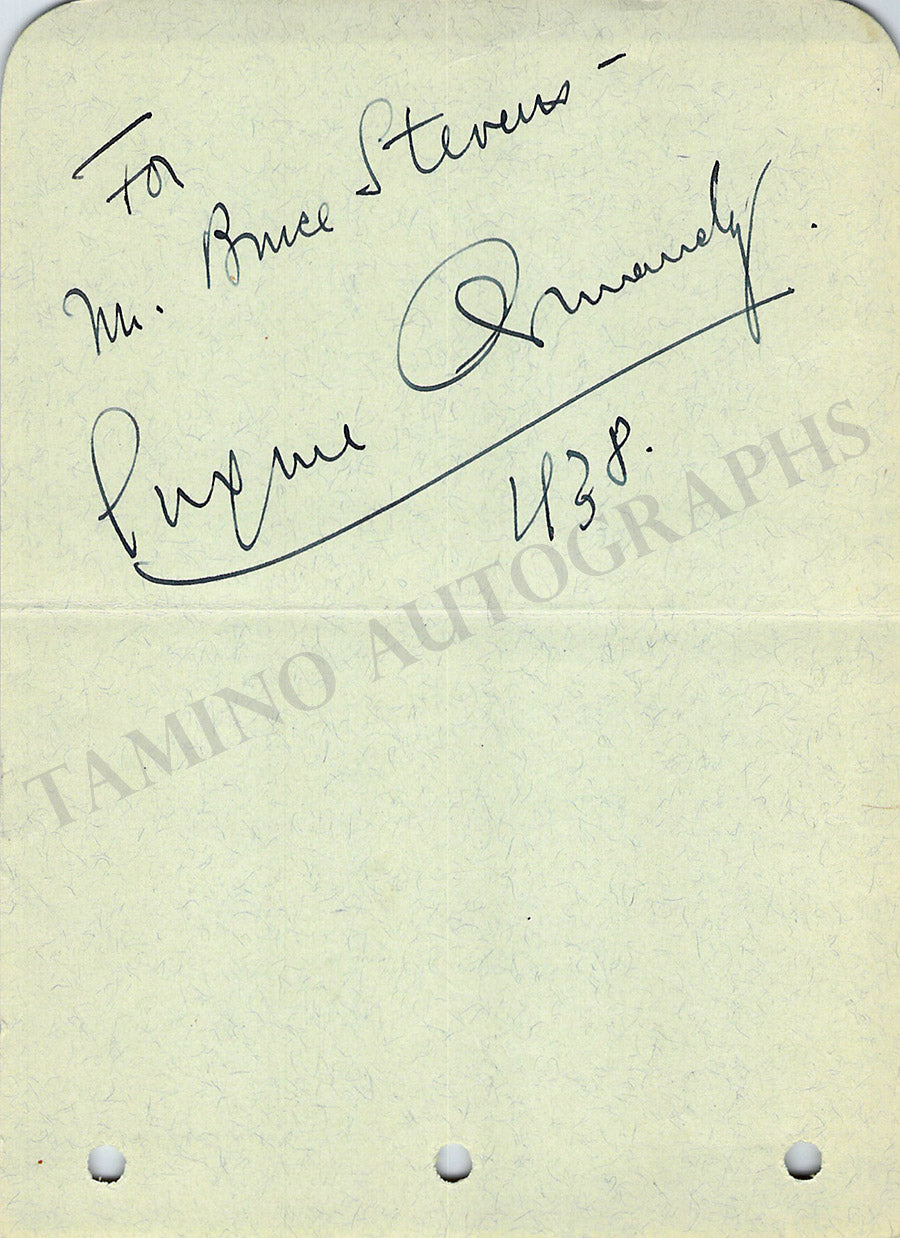 For
Mr. Bruce Stevens –
Eugene Ormandy.
1938.
TAMINO AUTOGRAPHS